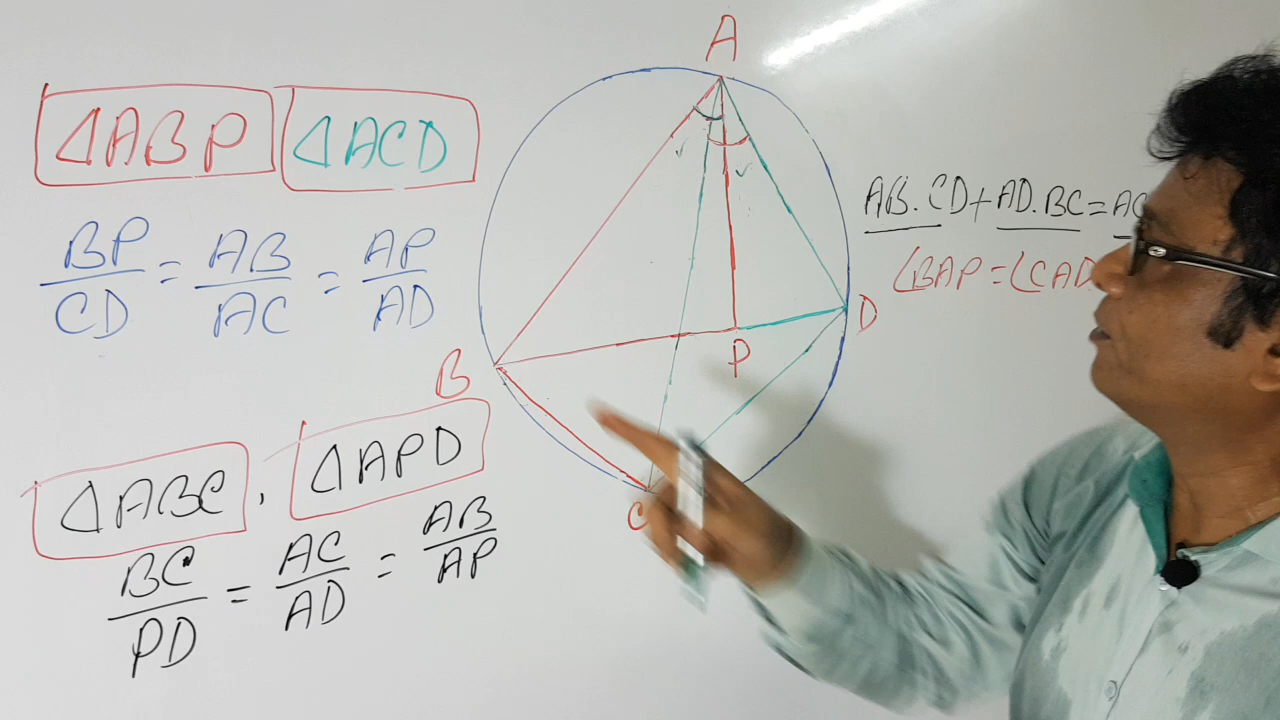 A
△ABP △ACD
BP/CD = AB/AC = AP/AD
AB.CD+AD.BC=AC
∠BAP=∠CAD
D
P
B
C
△ABC, △APD
BC/PD = AC/AD = AB/AP